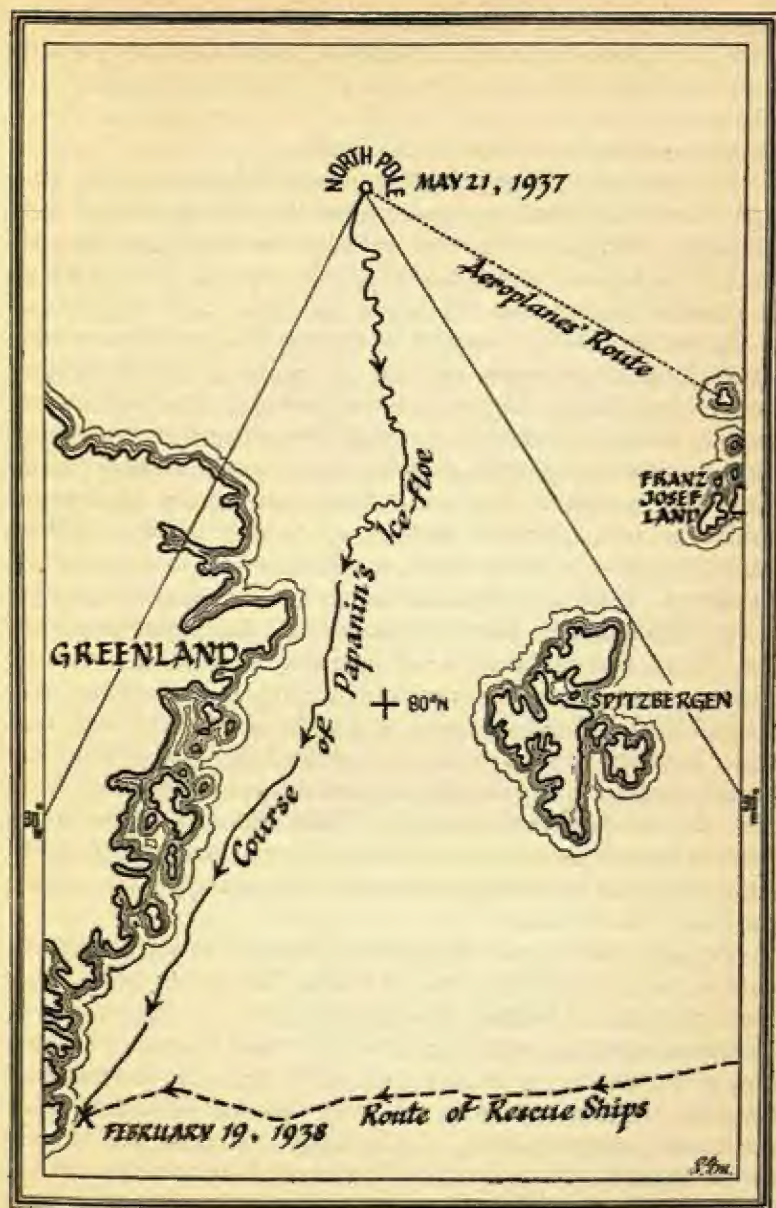 NORTH POLE
MAY 21, 1937
Aeroplanes' Route
FRANZ
JOSEF
LAND
Course of Papanin's Ice-floe
GREENLAND
SPITZBERGEN
80°N
Route of Rescue Ships
FEBRUARY 19, 1938